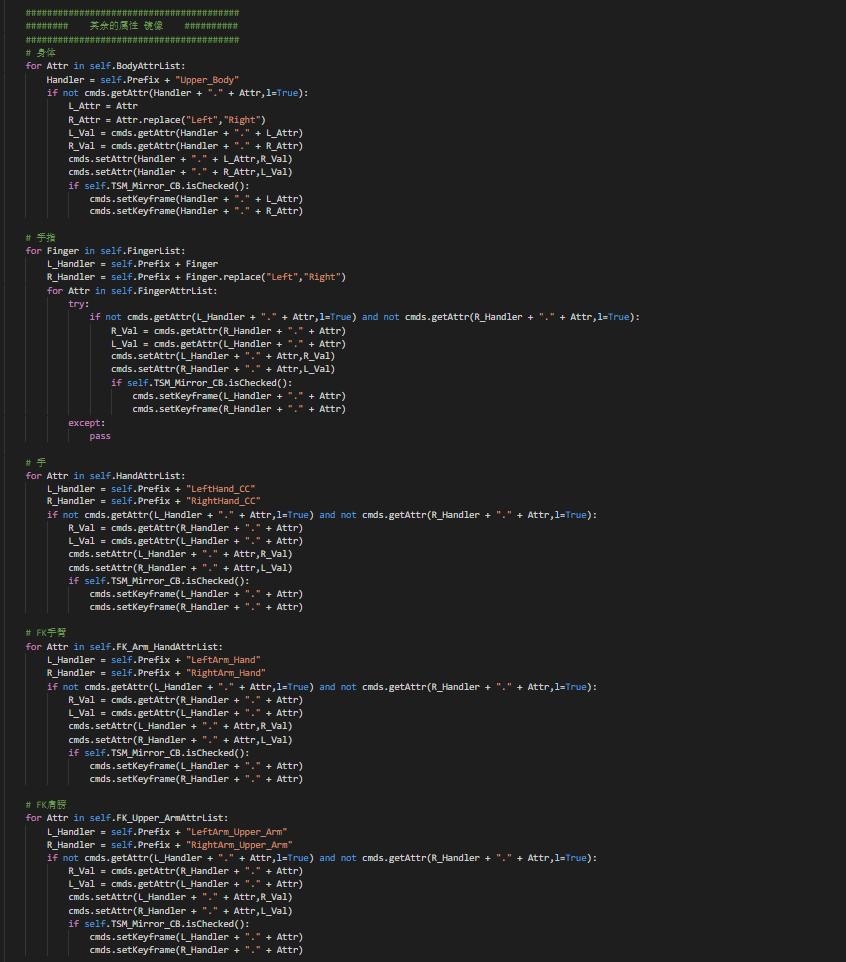 ########################################
########    其余的属性 镜像    ##########
########################################
# 身体
for Attr in self.BodyAttrList:
    Handler = self.Prefix + "Upper_Body"
    if not cmds.getAttr(Handler + "." + Attr,l=True):
        L_Attr = Attr
        R_Attr = Attr.replace("Left","Right")
        L_Val = cmds.getAttr(Handler + "." + L_Attr)
        R_Val = cmds.getAttr(Handler + "." + R_Attr)
        cmds.setAttr(Handler + "." + L_Attr,R_Val)
        cmds.setAttr(Handler + "." + R_Attr,L_Val)
        if self.TSM_Mirror_CB.isChecked():
            cmds.setKeyframe(Handler + "." + L_Attr)
            cmds.setKeyframe(Handler + "." + R_Attr)
# 手指
for Finger in self.FingerList:
    L_Handler = self.Prefix + Finger
    R_Handler = self.Prefix + Finger.replace("Left","Right")
    for Attr in self.FingerAttrList:
        try:
            if not cmds.getAttr(L_Handler + "." + Attr,l=True) and not cmds.getAttr(R_Handler + "." + Attr,l=True):
                R_Val = cmds.getAttr(R_Handler + "." + Attr)
                L_Val = cmds.getAttr(L_Handler + "." + Attr)
                cmds.setAttr(L_Handler + "." + Attr,R_Val)
                cmds.setAttr(R_Handler + "." + Attr,L_Val)
                if self.TSM_Mirror_CB.isChecked():
                    cmds.setKeyframe(L_Handler + "." + Attr)
                    cmds.setKeyframe(R_Handler + "." + Attr)
        except:
            pass
# 手
for Attr in self.HandAttrList:
    L_Handler = self.Prefix + "LeftHand_CC"
    R_Handler = self.Prefix + "RightHand_CC"
    if not cmds.getAttr(L_Handler + "." + Attr,l=True) and not cmds.getAttr(R_Handler + "." + Attr,l=True):
        R_Val = cmds.getAttr(R_Handler + "." + Attr)
        L_Val = cmds.getAttr(L_Handler + "." + Attr)
        cmds.setAttr(L_Handler + "." + Attr,R_Val)
        cmds.setAttr(R_Handler + "." + Attr,L_Val)
        if self.TSM_Mirror_CB.isChecked():
            cmds.setKeyframe(L_Handler + "." + Attr)
            cmds.setKeyframe(R_Handler + "." + Attr)
# FK手臂
for Attr in self.FK_Arm_HandAttrList:
    L_Handler = self.Prefix + "LeftArm_Hand"
    R_Handler = self.Prefix + "RightArm_Hand"
    if not cmds.getAttr(L_Handler + "." + Attr,l=True) and not cmds.getAttr(R_Handler + "." + Attr,l=True):
        R_Val = cmds.getAttr(R_Handler + "." + Attr)
        L_Val = cmds.getAttr(L_Handler + "." + Attr)
        cmds.setAttr(L_Handler + "." + Attr,R_Val)
        cmds.setAttr(R_Handler + "." + Attr,L_Val)
        if self.TSM_Mirror_CB.isChecked():
            cmds.setKeyframe(L_Handler + "." + Attr)
            cmds.setKeyframe(R_Handler + "." + Attr)
# FK肩膀
for Attr in self.FK_Upper_ArmAttrList:
    L_Handler = self.Prefix + "LeftArm_Upper_Arm"
    R_Handler = self.Prefix + "RightArm_Upper_Arm"
    if not cmds.getAttr(L_Handler + "." + Attr,l=True) and not cmds.getAttr(R_Handler + "." + Attr,l=True):
        R_Val = cmds.getAttr(R_Handler + "." + Attr)
        L_Val = cmds.getAttr(L_Handler + "." + Attr)
        cmds.setAttr(L_Handler + "." + Attr,R_Val)
        cmds.setAttr(R_Handler + "." + Attr,L_Val)
        if self.TSM_Mirror_CB.isChecked():
            cmds.setKeyframe(L_Handler + "." + Attr)
            cmds.setKeyframe(R_Handler + "." + Attr)